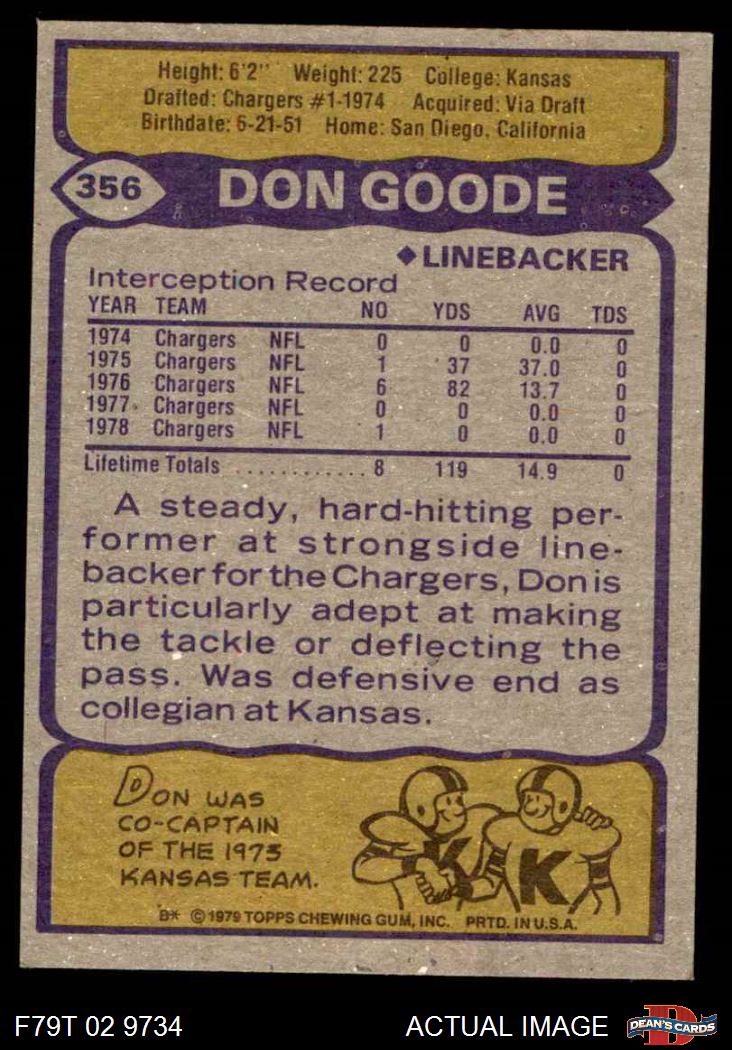 Height: 6'2" Weight: 225 College: Kansas
Drafted: Chargers #1-1974 Acquired: Via Draft
Birthdate: 6-21-51 Home: San Diego, California
356 DON GOODE
◆LINEBACKER
Interception Record
YEAR TEAM NO YDS AVG TDS
1974 Chargers NFL 0 0 0.0 0
1975 Chargers NFL 1 37 37.0 0
1976 Chargers NFL 6 82 13.7 0
1977 Chargers NFL 0 0 0.0 0
1978 Chargers NFL 1 0 0.0 0
Lifetime Totals ............ 8 119 14.9 0
A steady, hard-hitting per-
former at strongside line-
backer for the Chargers, Don is
particularly adept at making
the tackle or deflecting the
pass. Was defensive end as
collegian at Kansas.
DON WAS
CO-CAPTAIN
OF THE 1973
KANSAS TEAM.
K K
B* © 1979 TOPPS CHEWING GUM, INC. PRTD. IN U.S.A.
F79T 02 9734 ACTUAL IMAGE D DEAN'S CARDS